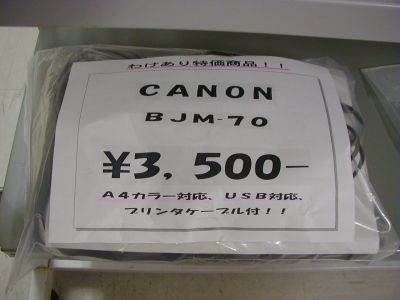 わけあり特価商品！！
CANON
BJM-70
¥3,500-
A4カラー対応、USB対応、
プリンタケーブル付！！